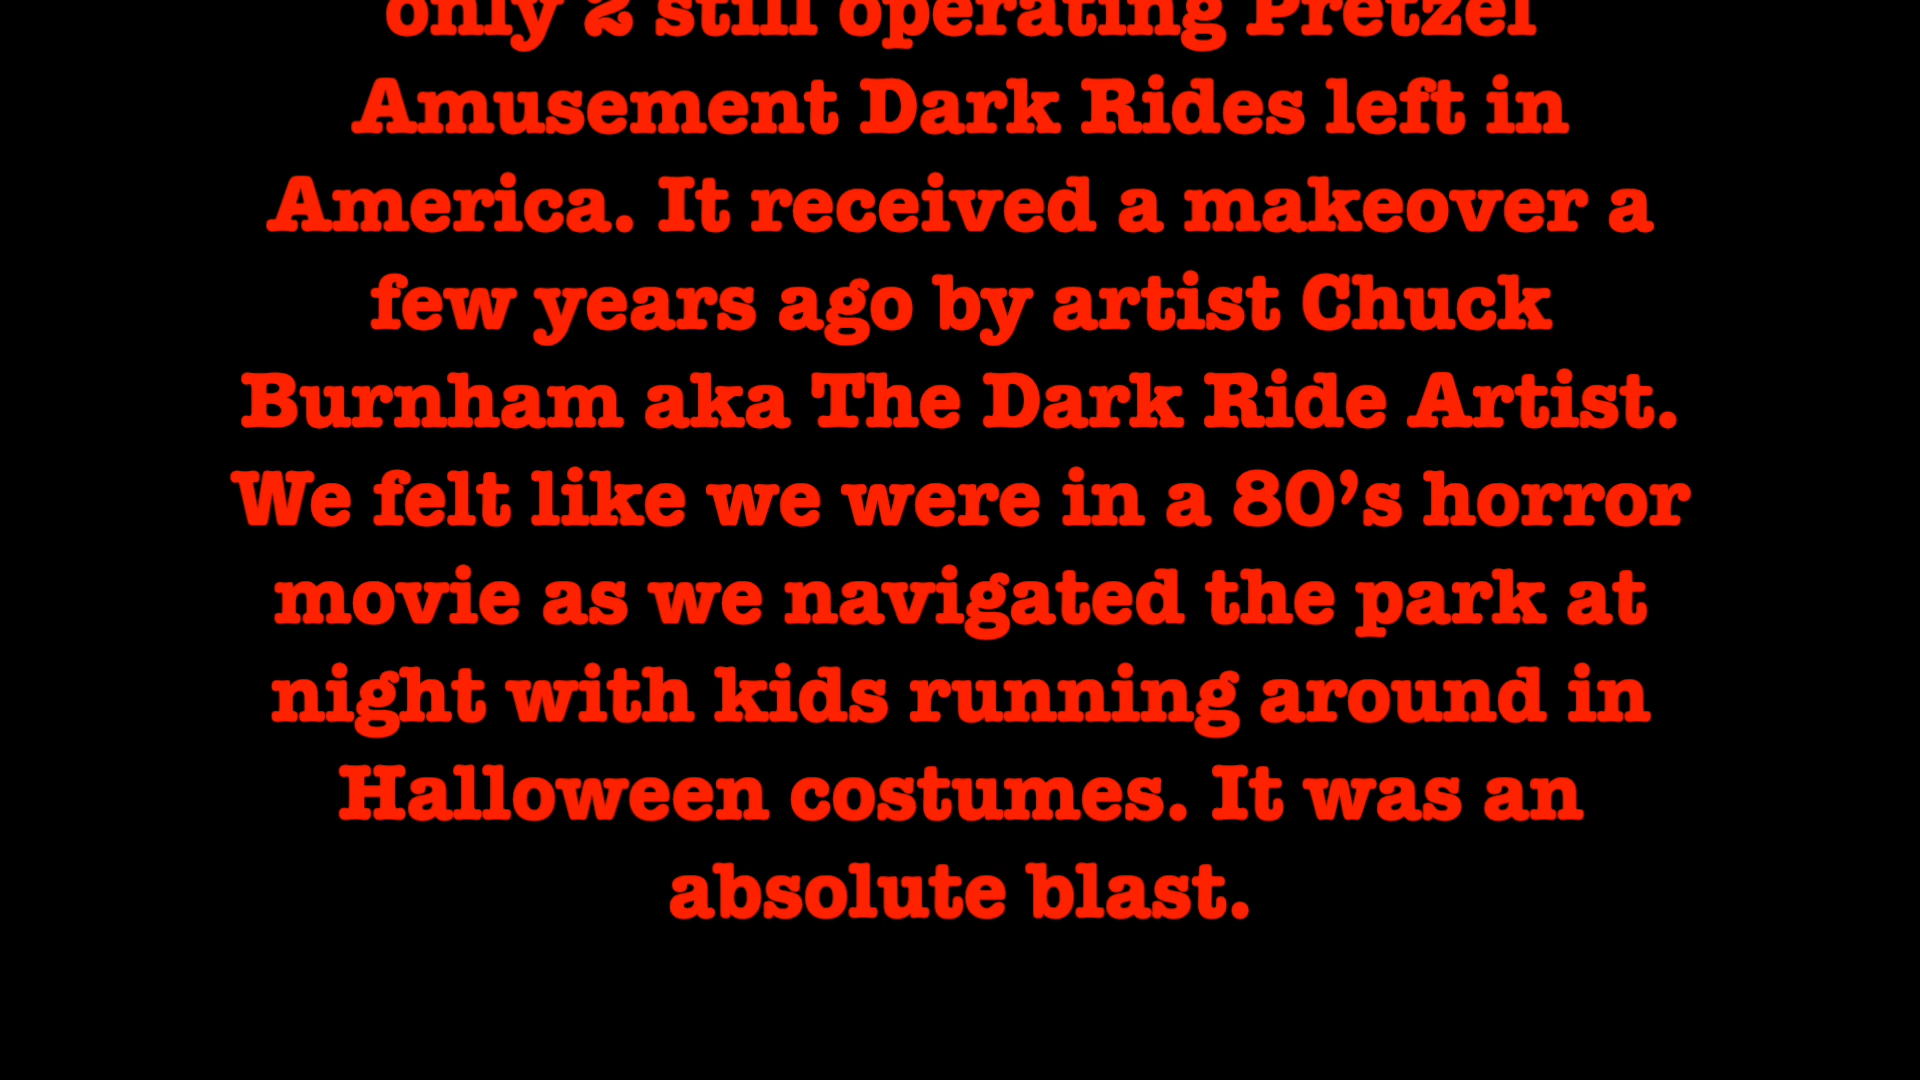 only 2 still operating Pretzel
Amusement Dark Rides left in
America. It received a makeover a
few years ago by artist Chuck
Burnham aka The Dark Ride Artist.
We felt like we were in a 80’s horror
movie as we navigated the park at
night with kids running around in
Halloween costumes. It was an
absolute blast.